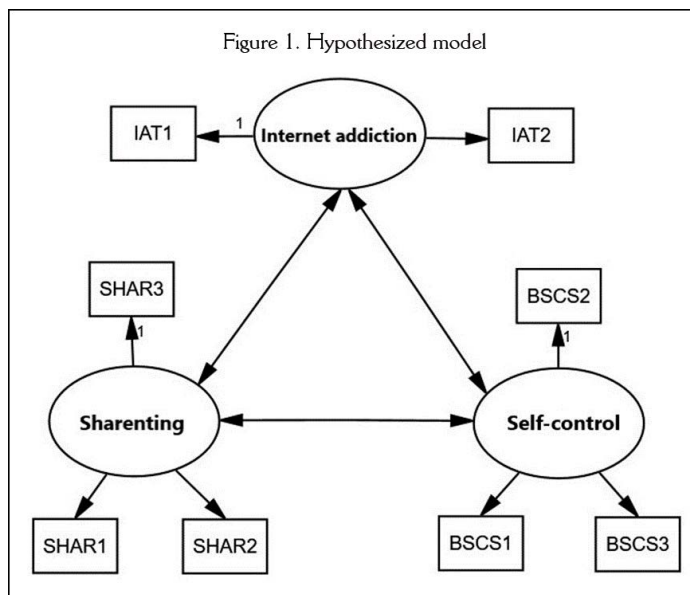 Figure 1. Hypothesized model
IAT1
1
Internet addiction
IAT2
SHAR3
1
BSCS2
1
Sharenting
Self-control
SHAR1
SHAR2
BSCS1
BSCS3